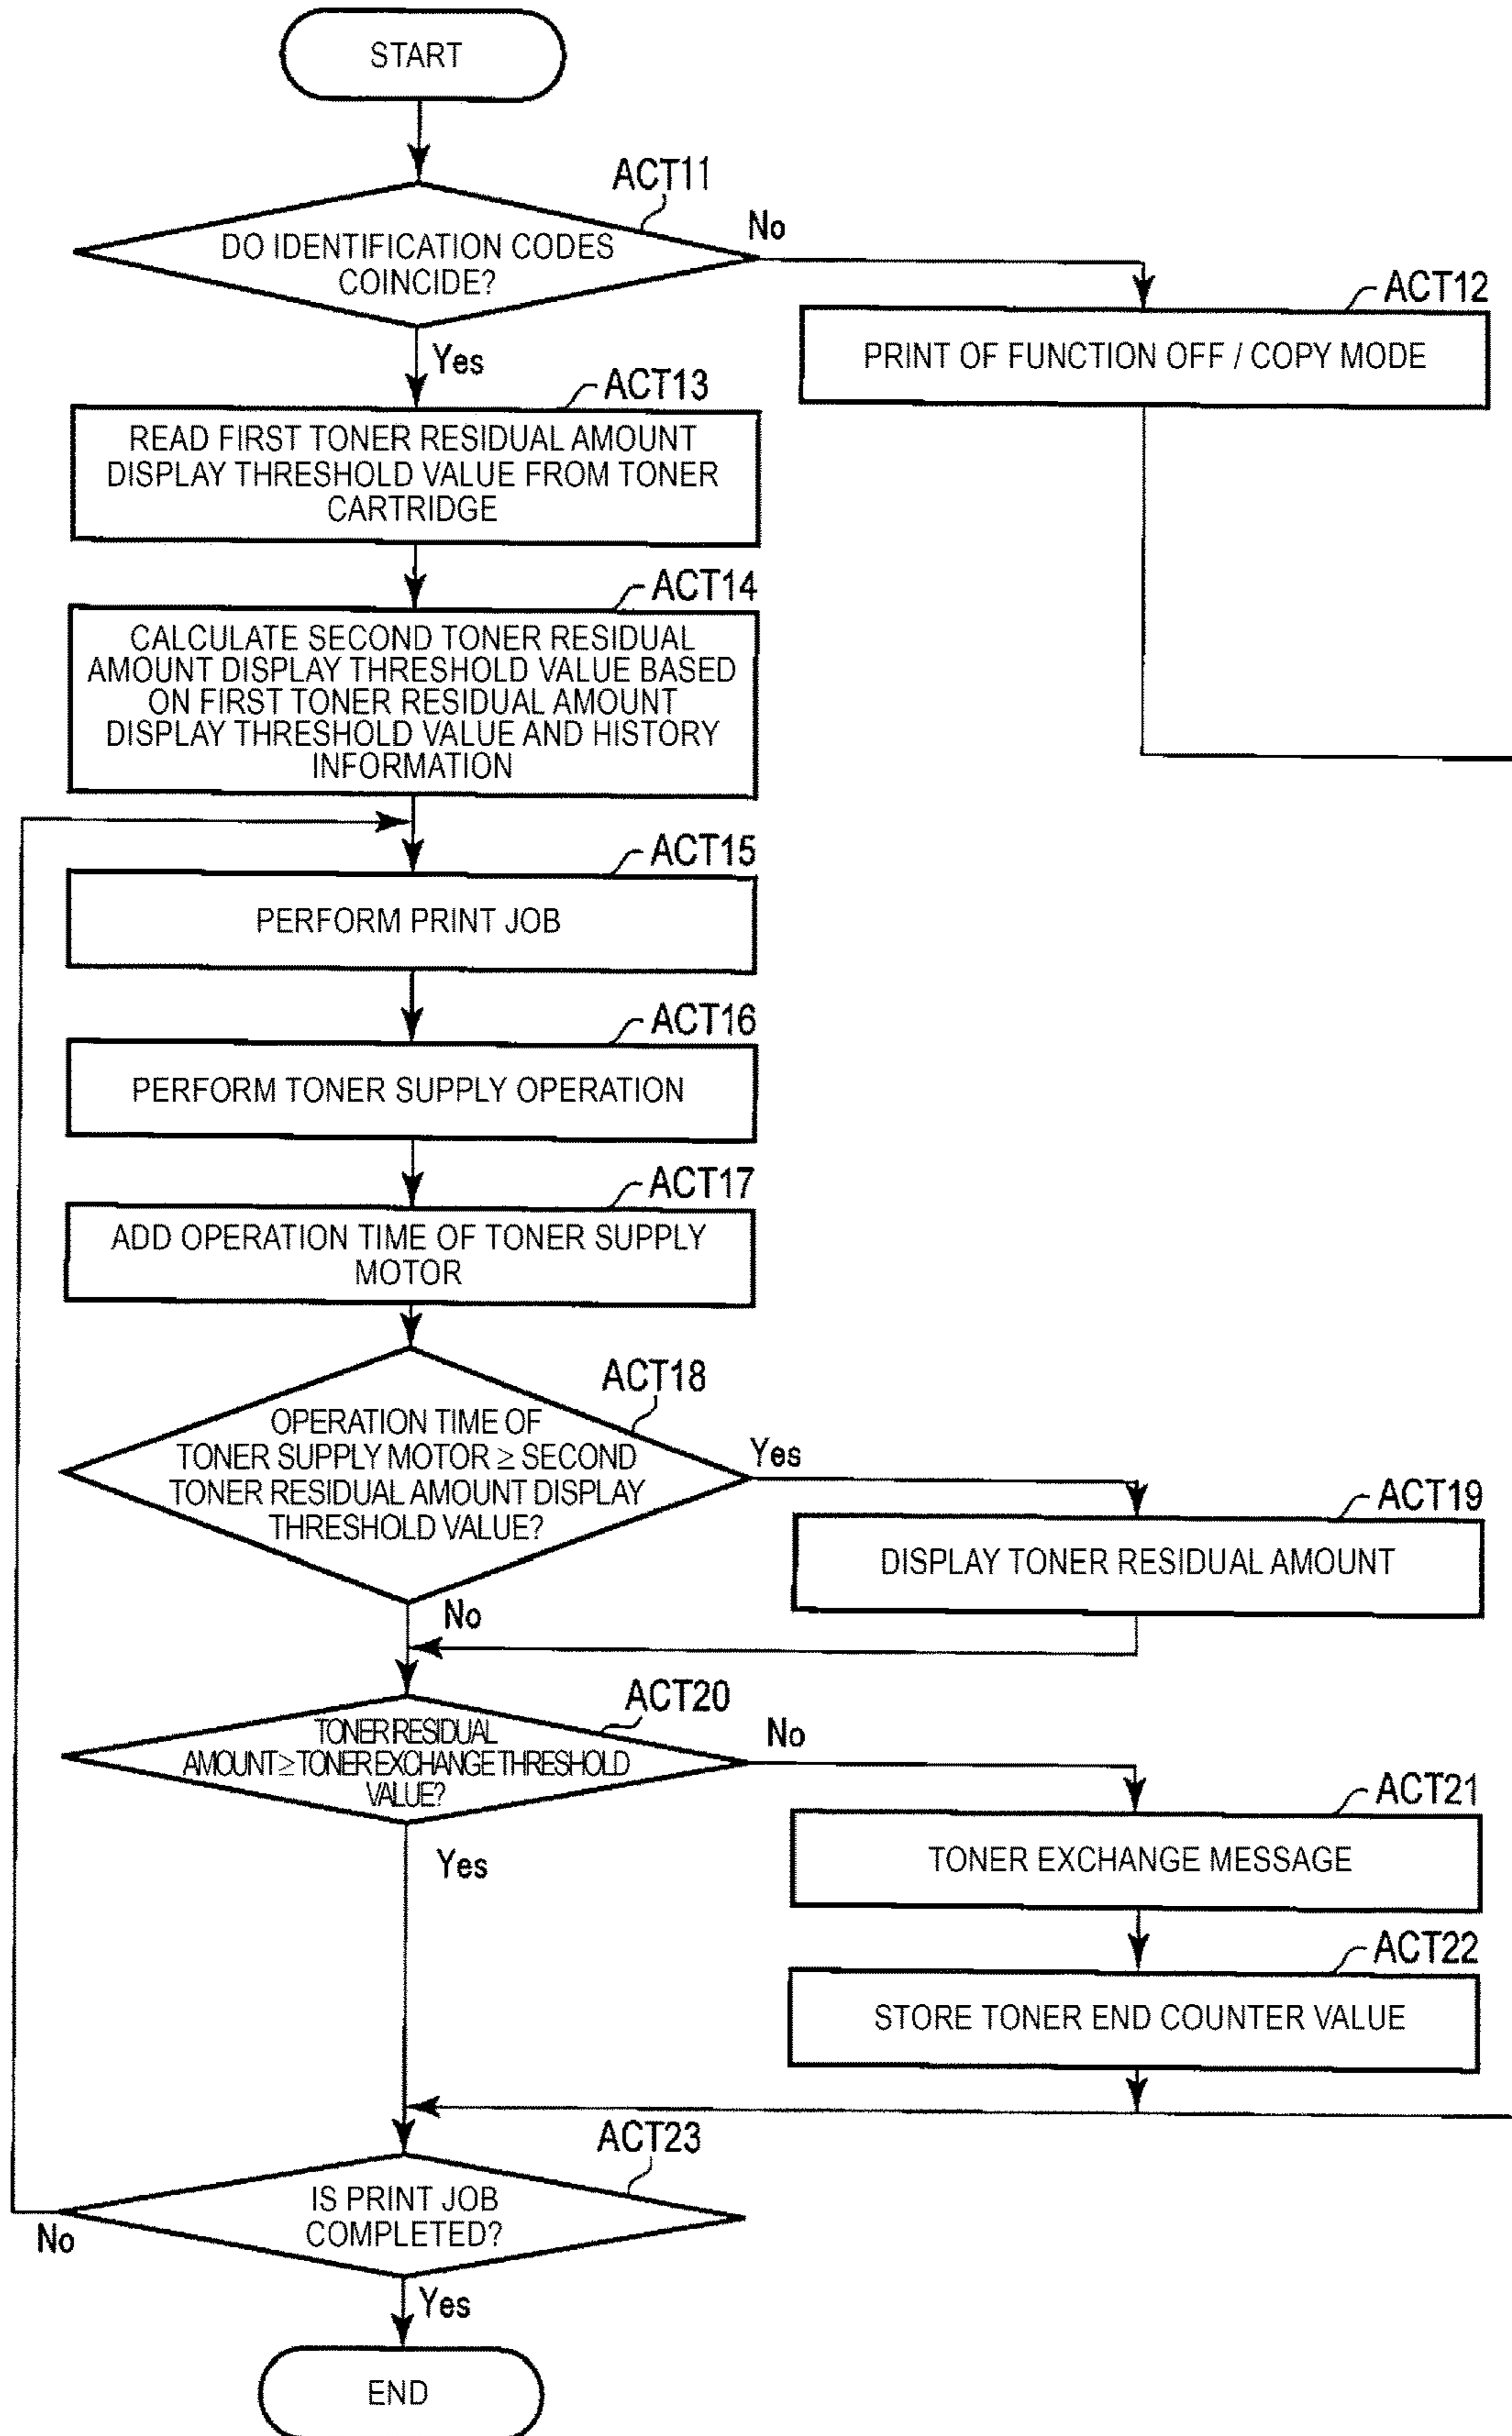 START
ACT11
DO IDENTIFICATION CODES
COINCIDE?
No
Yes
ACT12
PRINT OF FUNCTION OFF / COPY MODE
ACT13
READ FIRST TONER RESIDUAL AMOUNT
DISPLAY THRESHOLD VALUE FROM TONER
CARTRIDGE
ACT14
CALCULATE SECOND TONER RESIDUAL
AMOUNT DISPLAY THRESHOLD VALUE BASED
ON FIRST TONER RESIDUAL AMOUNT
DISPLAY THRESHOLD VALUE AND HISTORY
INFORMATION
ACT15
PERFORM PRINT JOB
ACT16
PERFORM TONER SUPPLY OPERATION
ACT17
ADD OPERATION TIME OF TONER SUPPLY
MOTOR
ACT18
OPERATION TIME OF
TONER SUPPLY MOTOR ≥ SECOND
TONER RESIDUAL AMOUNT DISPLAY
THRESHOLD VALUE?
Yes
No
ACT19
DISPLAY TONER RESIDUAL AMOUNT
ACT20
TONER RESIDUAL
AMOUNT ≥ TONER EXCHANGE THRESHOLD
VALUE?
No
Yes
ACT21
TONER EXCHANGE MESSAGE
ACT22
STORE TONER END COUNTER VALUE
ACT23
IS PRINT JOB
COMPLETED?
No
Yes
END